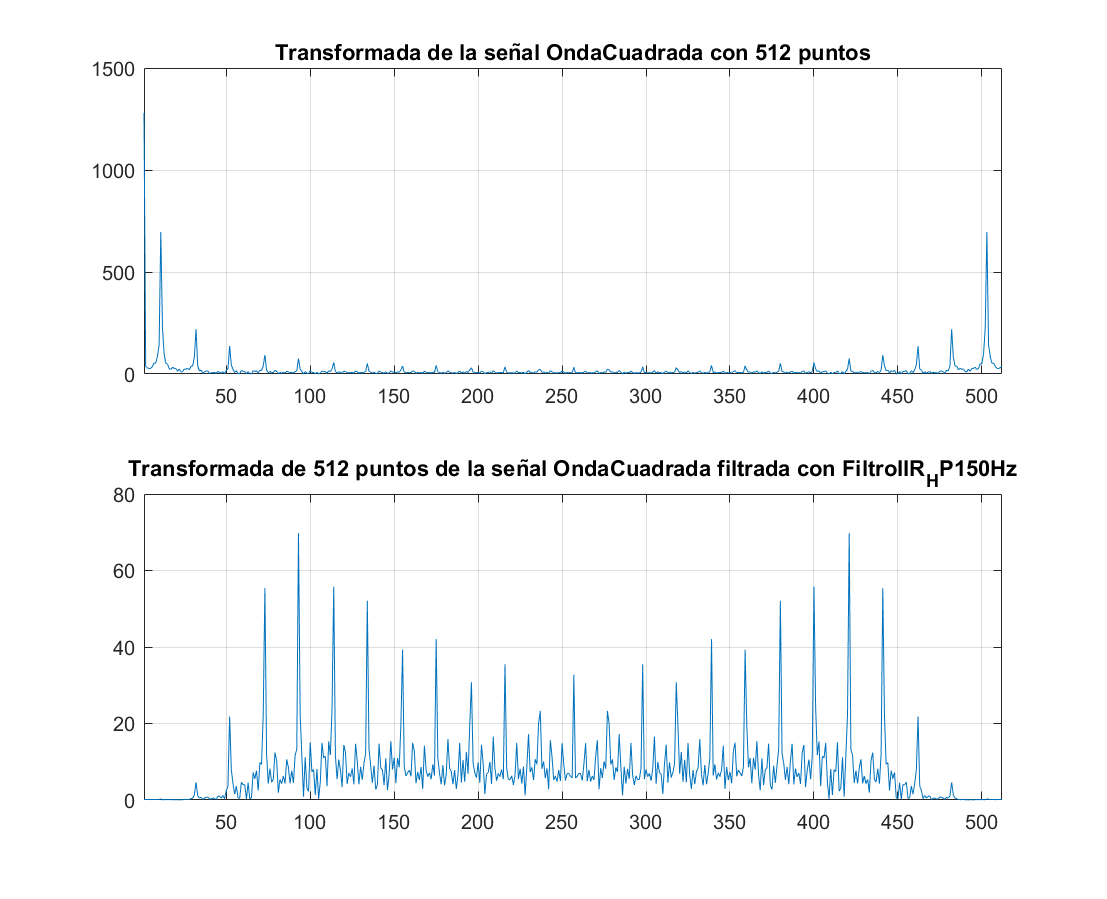 Transformada de la señal OndaCuadrada con 512 puntos
1500
1000
500
0
50 100 150 200 250 300 350 400 450 500
Transformada de 512 puntos de la señal OndaCuadrada filtrada con FiltroIIR_HP150Hz
80
60
40
20
0
50 100 150 200 250 300 350 400 450 500